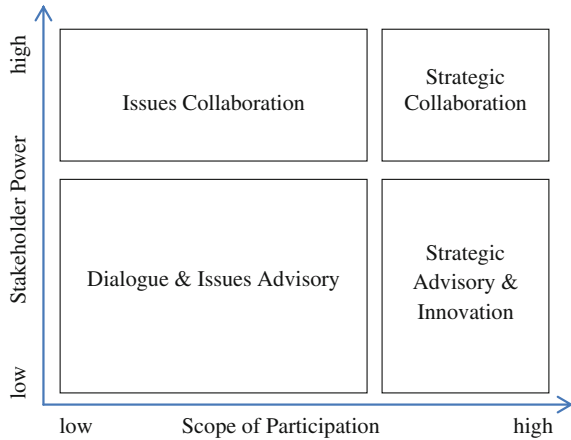 high
Stakeholder Power
low
Issues Collaboration
Strategic
Collaboration
Dialogue & Issues Advisory
Strategic
Advisory &
Innovation
low
Scope of Participation
high